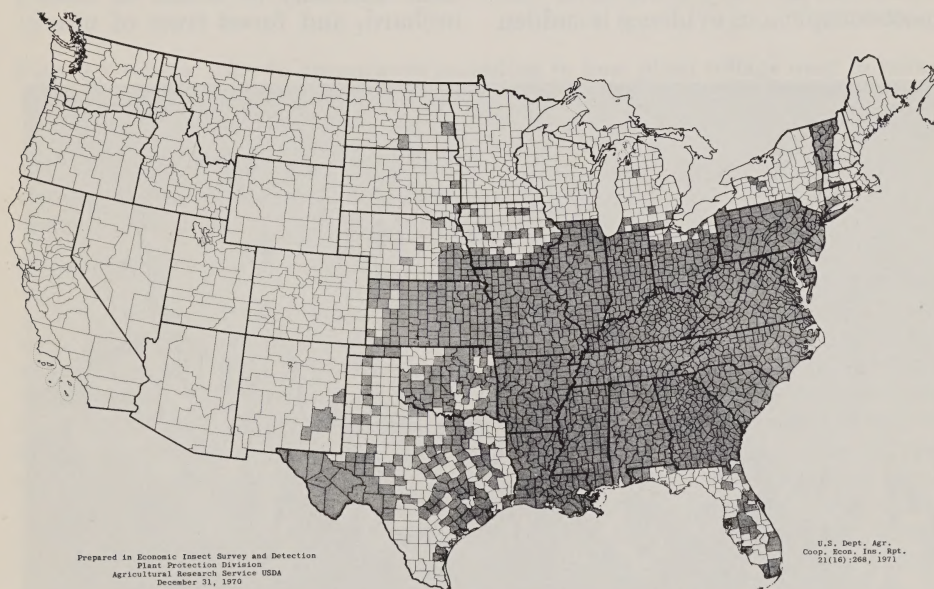 Prepared in Economic Insect Survey and Detection
Plant Protection Division
Agricultural Research Service USDA
December 31, 1970
U.S. Dept. Agr.
Coop. Econ. Ins. Rpt.
21(16):268, 1971